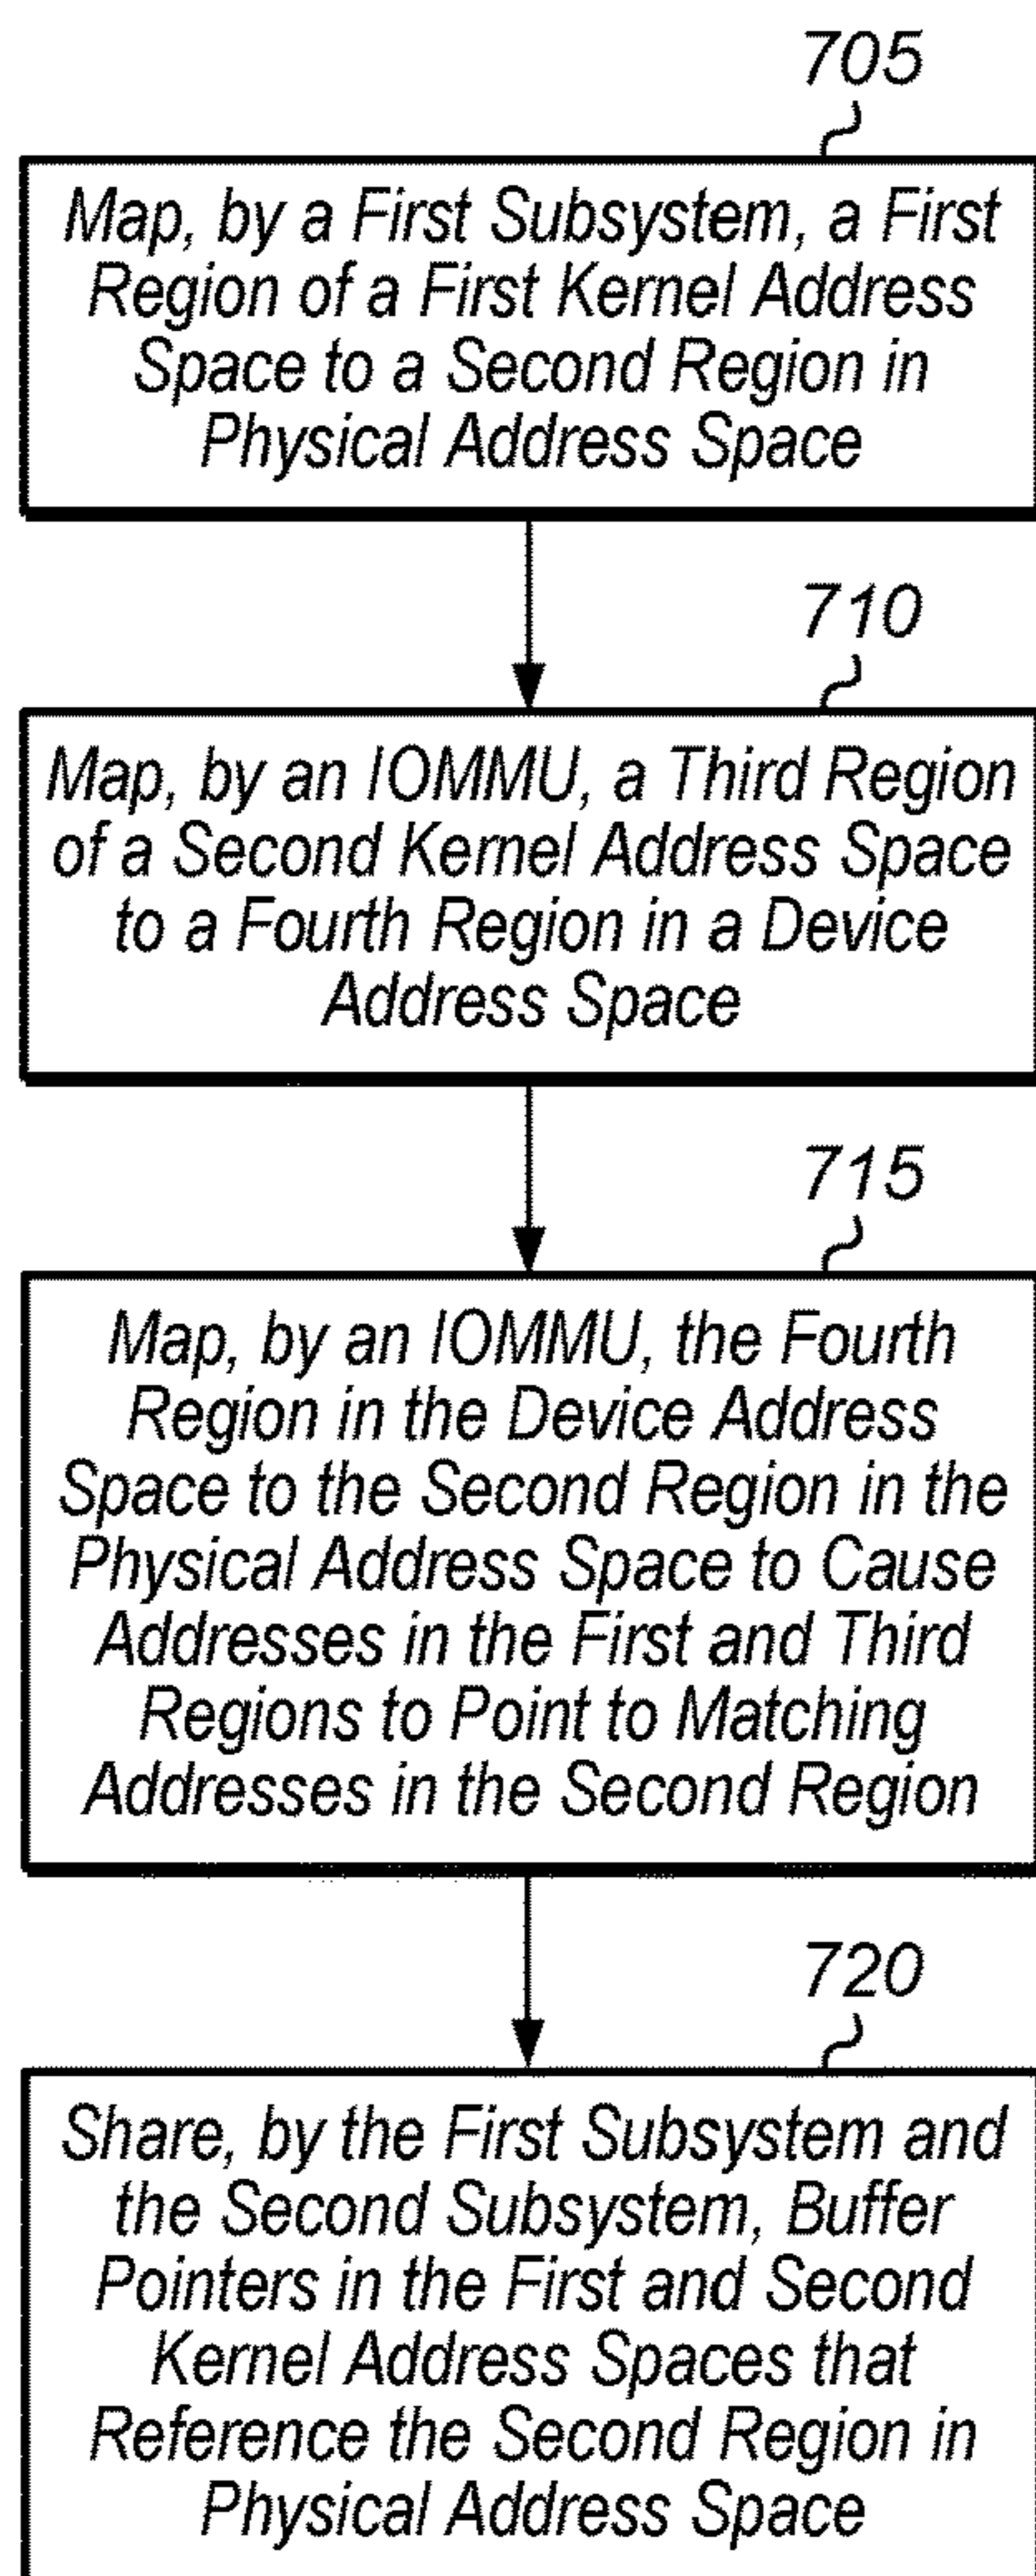 705
Map, by a First Subsystem, a First
Region of a First Kernel Address
Space to a Second Region in
Physical Address Space
710
Map, by an IOMMU, a Third Region
of a Second Kernel Address Space
to a Fourth Region in a Device
Address Space
715
Map, by an IOMMU, the Fourth
Region in the Device Address
Space to the Second Region in the
Physical Address Space to Cause
Addresses in the First and Third
Regions to Point to Matching
Addresses in the Second Region
720
Share, by the First Subsystem and
the Second Subsystem, Buffer
Pointers in the First and Second
Kernel Address Spaces that
Reference the Second Region in
Physical Address Space